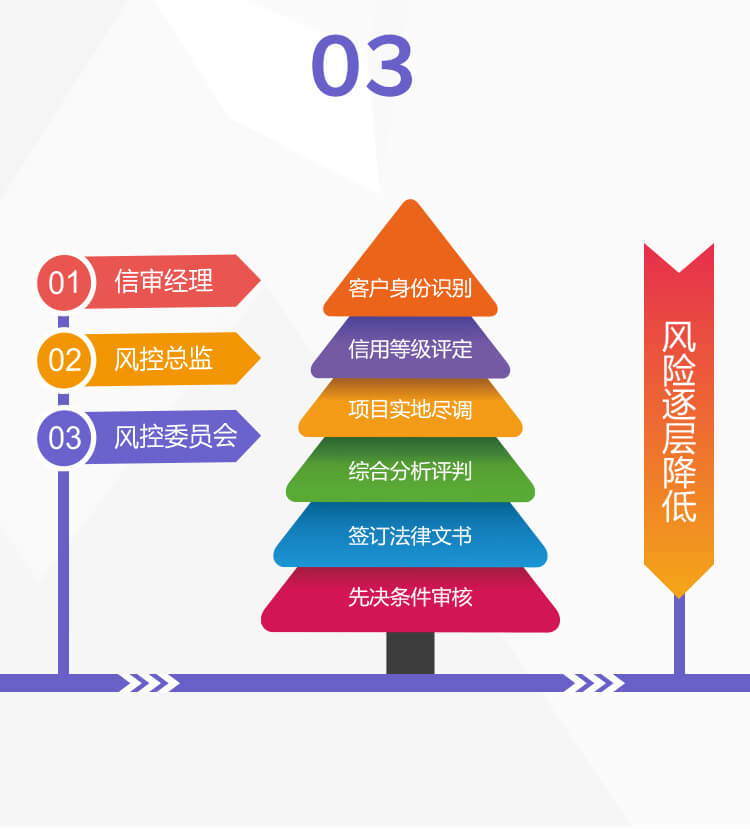 03
01 信审经理
02 风控总监
03 风控委员会
客户身份识别
信用等级评定
项目实地尽调
综合分析评判
签订法律文书
先决条件审核
风险逐层降低